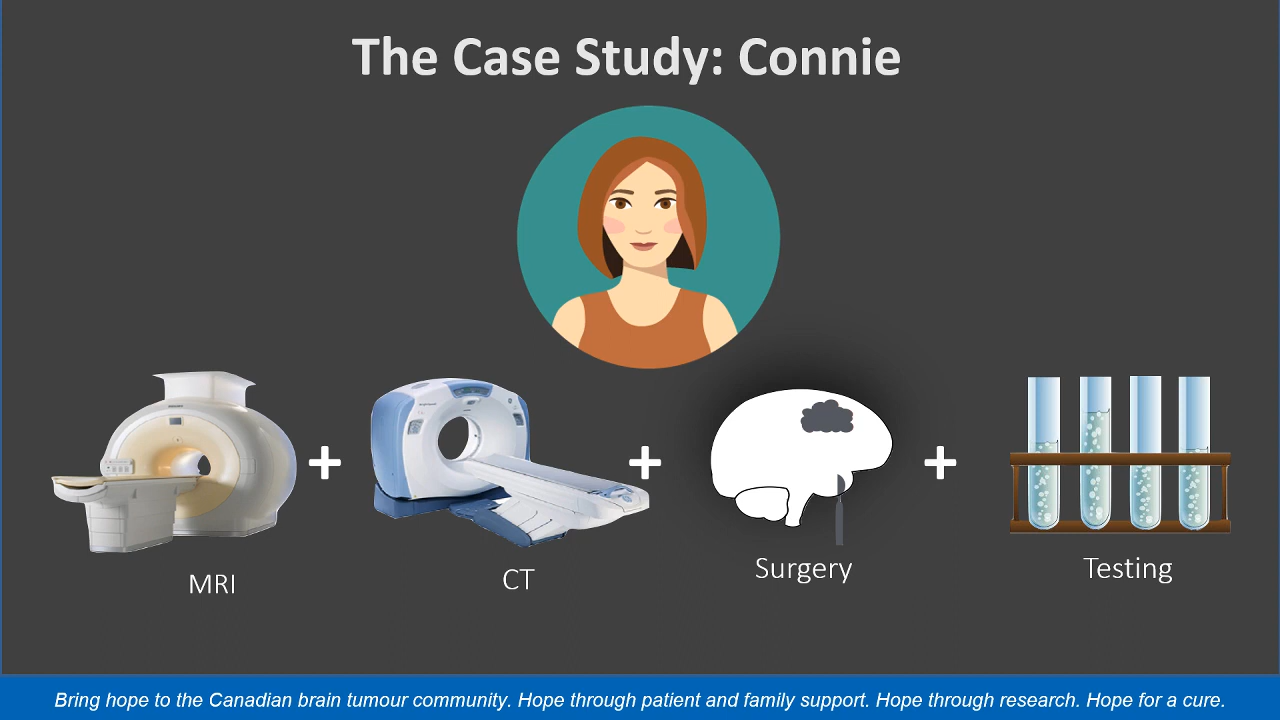 The Case Study: Connie
+
+
+
MRI
CT
Surgery
Testing
Bring hope to the Canadian brain tumour community. Hope through patient and family support. Hope through research. Hope for a cure.